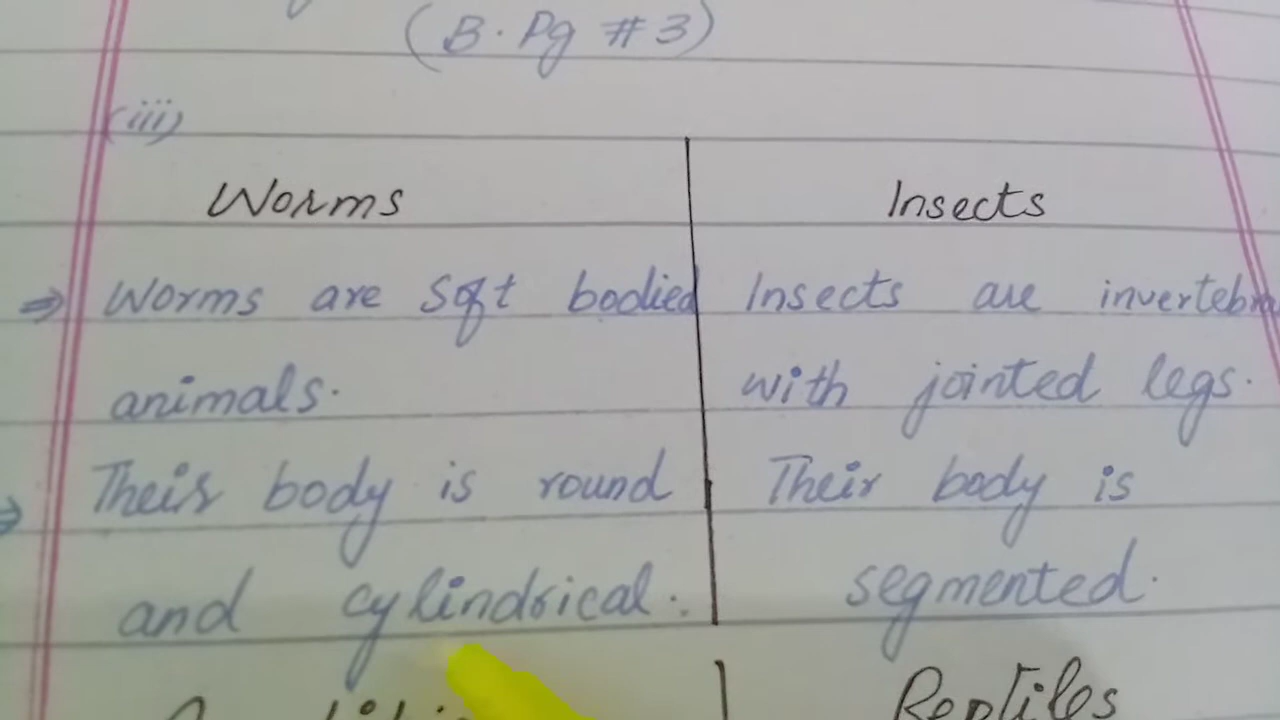 (B. Pg # 3)
(iii)
Worms
Insects
⇒ Worms are soft bodied
animals.
⇒ Their body is round
and cylindrical.
Insects are invertebra
with jointed legs.
Their body is
segmented.
Reptiles